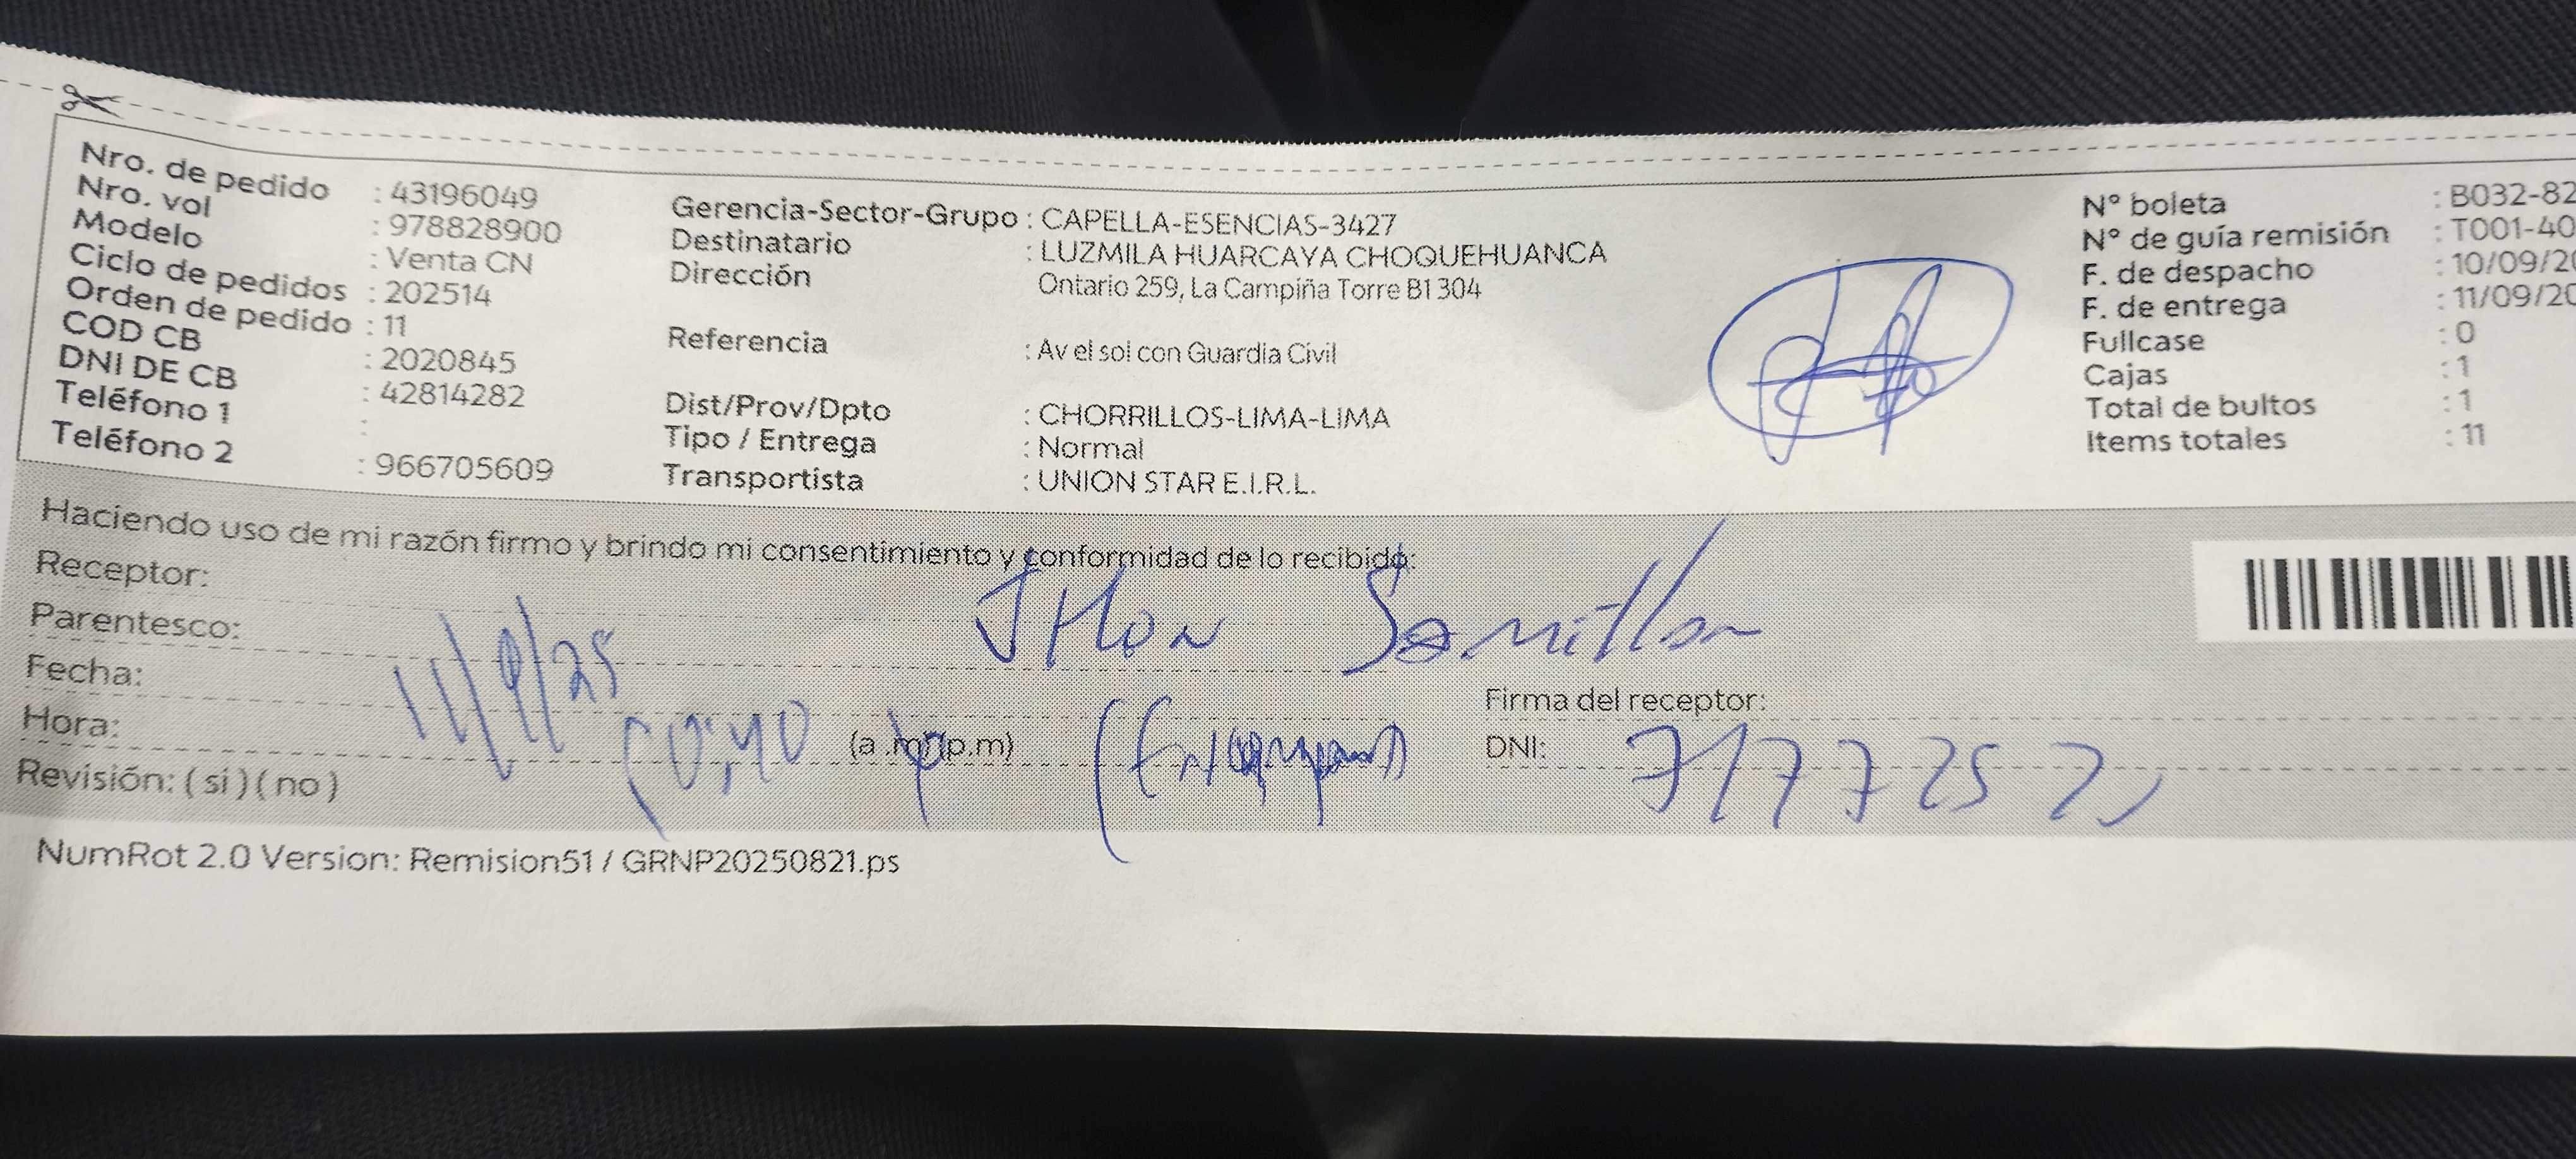 Nro. de pedido : 43196049
Nro. vol : 978828900
Modelo : Venta CN
Ciclo de pedidos : 202514
Orden de pedido : 11
COD CB : 2020845
DNI DE CB : 42814282
Teléfono 1 :
Teléfono 2 : 966705609
Gerencia-Sector-Grupo : CAPELLA-ESENCIAS-3427
Destinatario : LUZMILA HUARCAYA CHOQUEHUANCA
Dirección Ontario 259, La Campiña Torre B1 304
Referencia : Av el sol con Guardia Civil
Dist/Prov/Dpto : CHORRILLOS-LIMA-LIMA
Tipo / Entrega : Normal
Transportista : UNION STAR E.I.R.L.
N° boleta : B032-82
N° de guía remisión : T001-40
F. de despacho : 10/09/20
F. de entrega : 11/09/20
Fullcase : 0
Cajas : 1
Total de bultos : 1
Items totales : 11
Haciendo uso de mi razón firmo y brindo mi consentimiento y conformidad de lo recibido:
Receptor: JHon
Parentesco:
Fecha: 11/9/25
Hora: (a .m)(p.m)
Revisión: ( si ) ( no )
Firma del receptor:
DNI: 7177252
NumRot 2.0 Version: Remision51 / GRNP20250821.ps